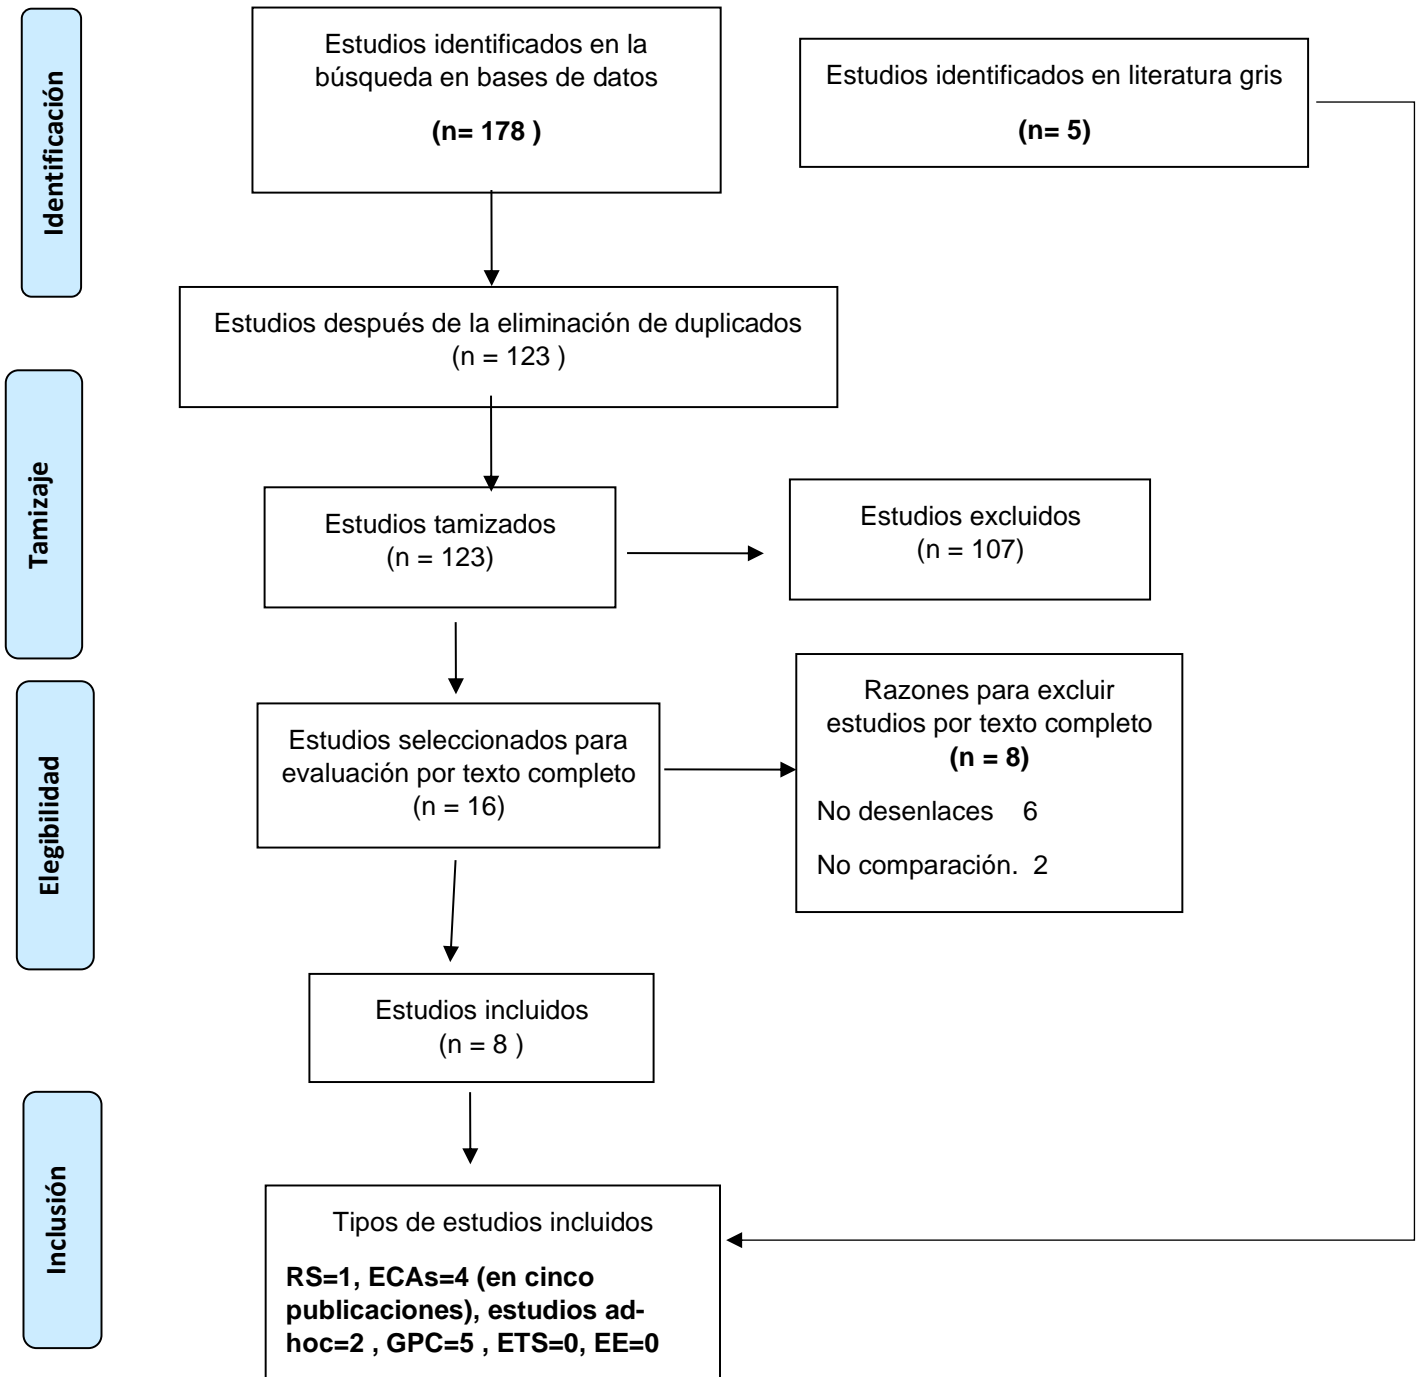 Identificación
Estudios identificados en la
búsqueda en bases de datos
(n= 178 )
Estudios identificados en literatura gris
(n= 5)
Estudios después de la eliminación de duplicados
(n = 123 )
Tamizaje
Estudios tamizados
(n = 123)
Estudios excluidos
(n = 107)
Elegibilidad
Estudios seleccionados para
evaluación por texto completo
(n = 16)
Razones para excluir
estudios por texto completo
(n = 8)
No desenlaces 6
No comparación. 2
Estudios incluidos
(n = 8 )
Inclusión
Tipos de estudios incluidos
RS=1, ECAs=4 (en cinco
publicaciones), estudios ad-
hoc=2 , GPC=5 , ETS=0, EE=0